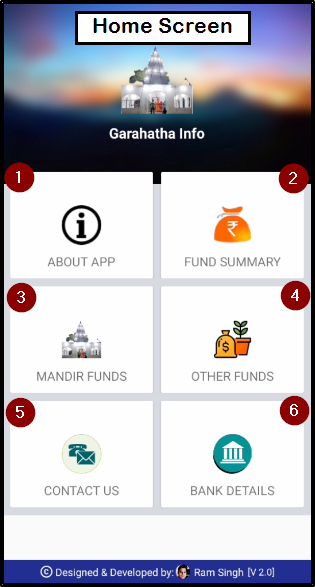 Home Screen
Garahatha Info
1
2
ABOUT APP
FUND SUMMARY
3
4
MANDIR FUNDS
OTHER FUNDS
5
6
CONTACT US
BANK DETAILS
© Designed & Developed by: Ram Singh [V 2.0]